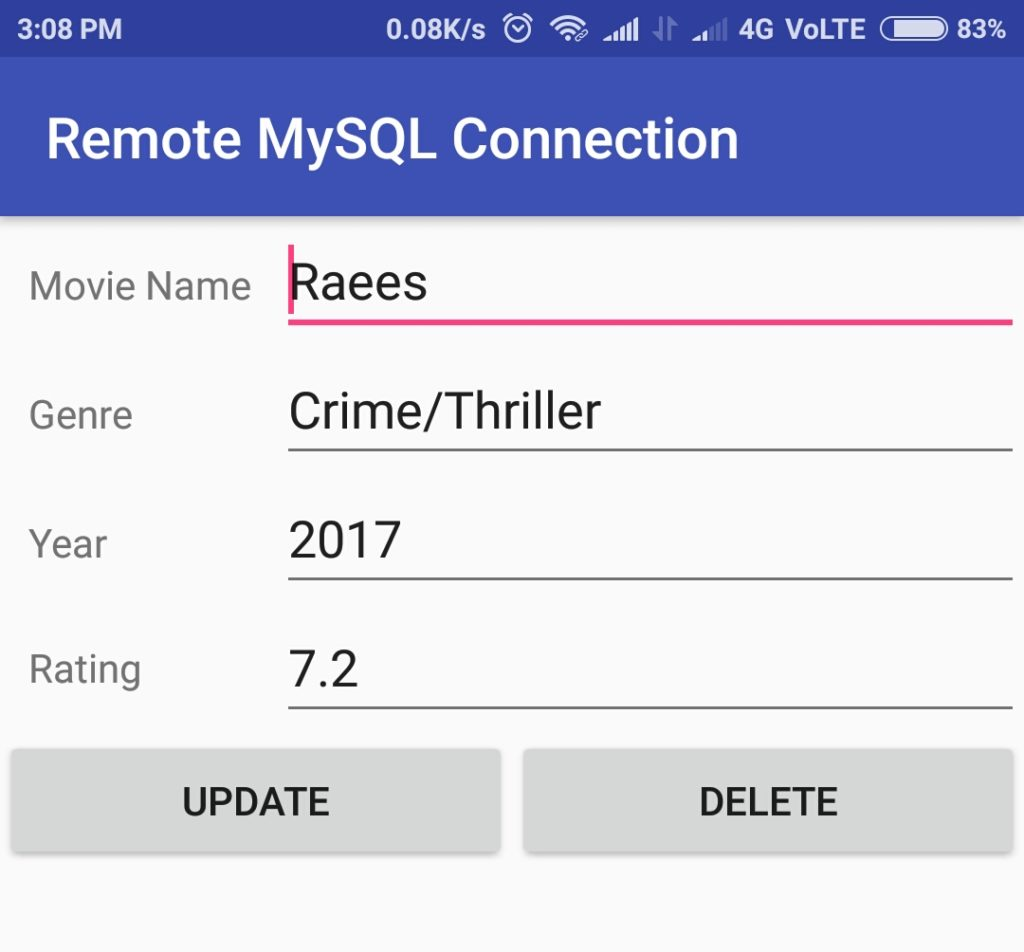 3:08 PM 0.08K/s 4G VoLTE 83%
Remote MySQL Connection
Movie Name Raees
Genre Crime/Thriller
Year 2017
Rating 7.2
UPDATE DELETE